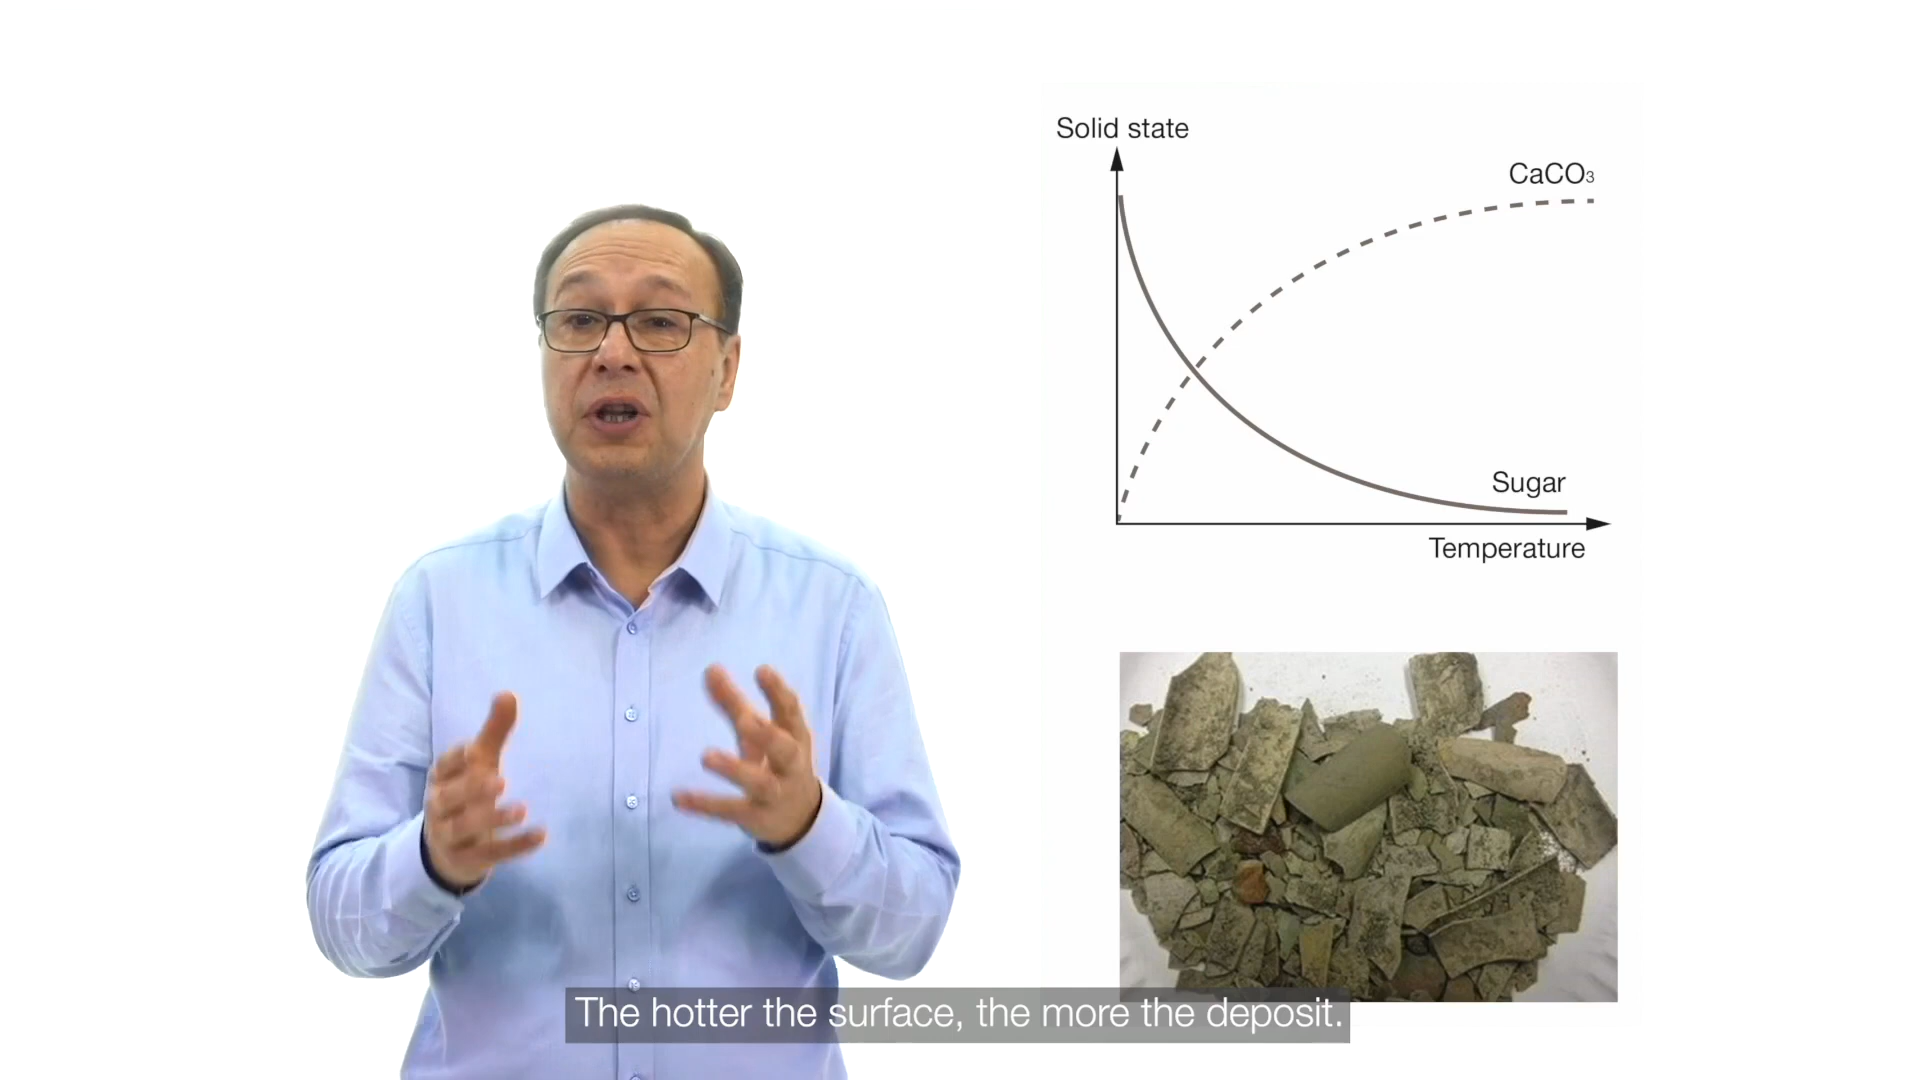 Solid state
CaCO₃
Sugar
Temperature
The hotter the surface, the more the deposit.